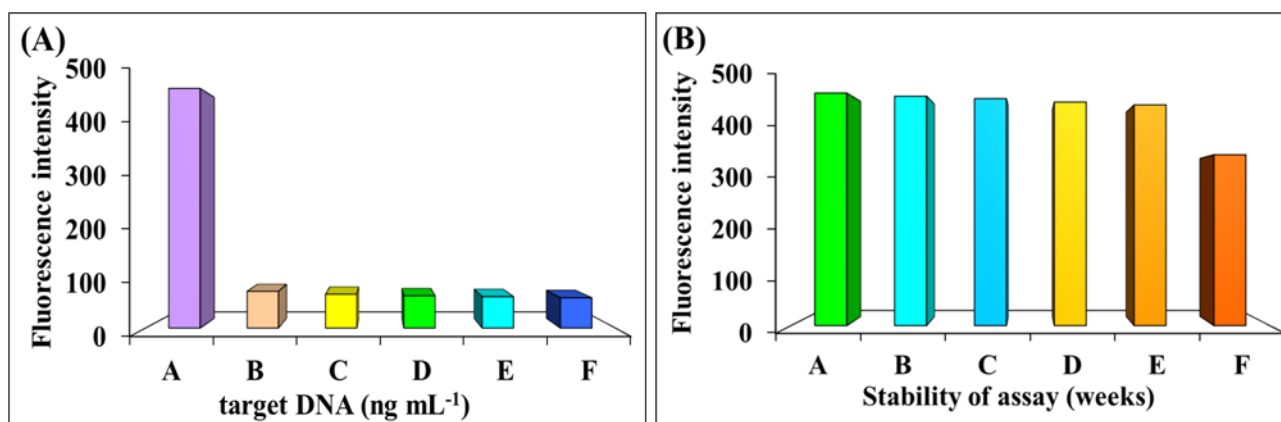 (A)
Fluorescence intensity
500
400
300
200
100
0
A B C D E F
target DNA (ng mL⁻¹)
(B)
Fluorescence intensity
500
400
300
200
100
0
A B C D E F
Stability of assay (weeks)